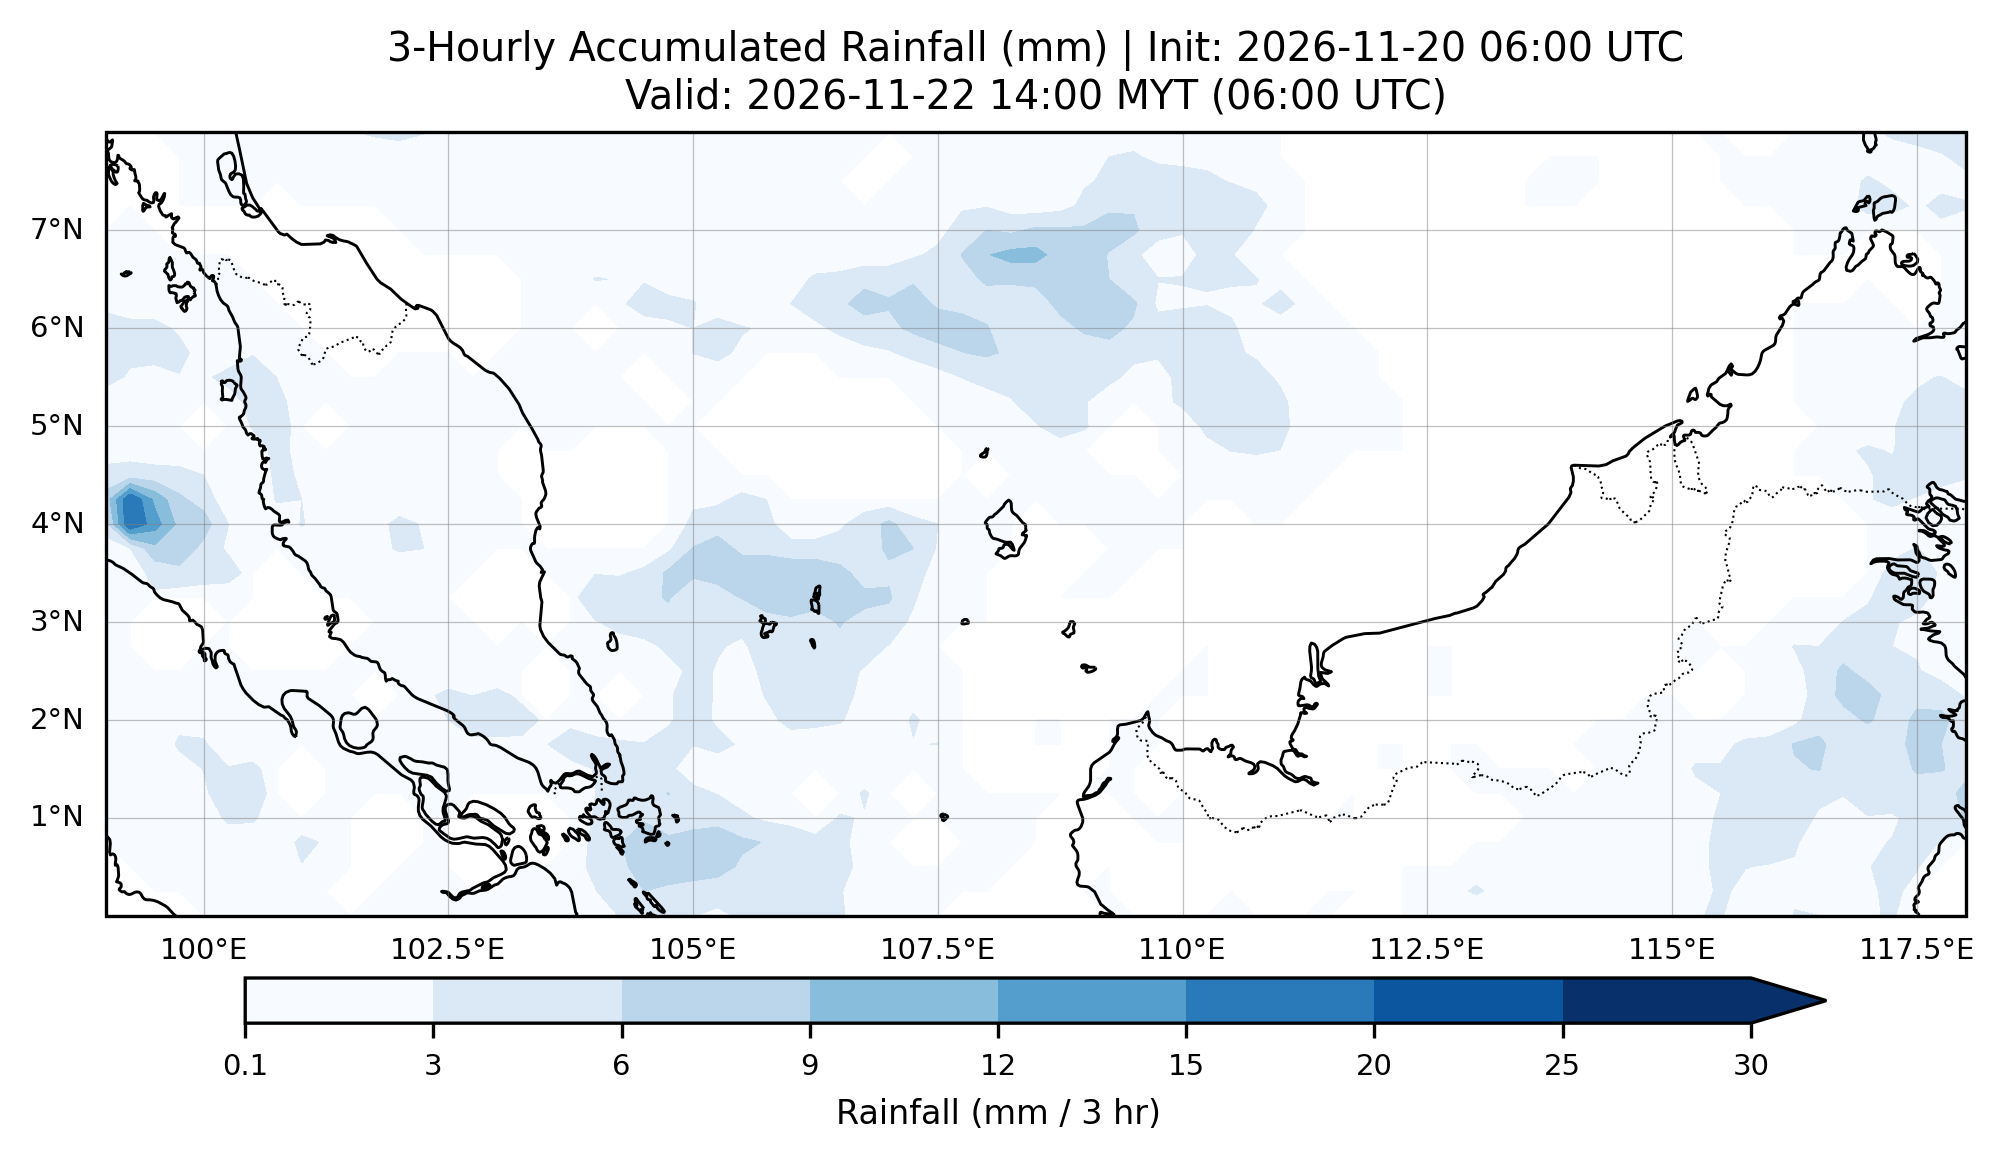 3-Hourly Accumulated Rainfall (mm) | Init: 2026-11-20 06:00 UTC
Valid: 2026-11-22 14:00 MYT (06:00 UTC)
7°N
6°N
5°N
4°N
3°N
2°N
1°N
100°E 102.5°E 105°E 107.5°E 110°E 112.5°E 115°E 117.5°E
0.1 3 6 9 12 15 20 25 30
Rainfall (mm / 3 hr)